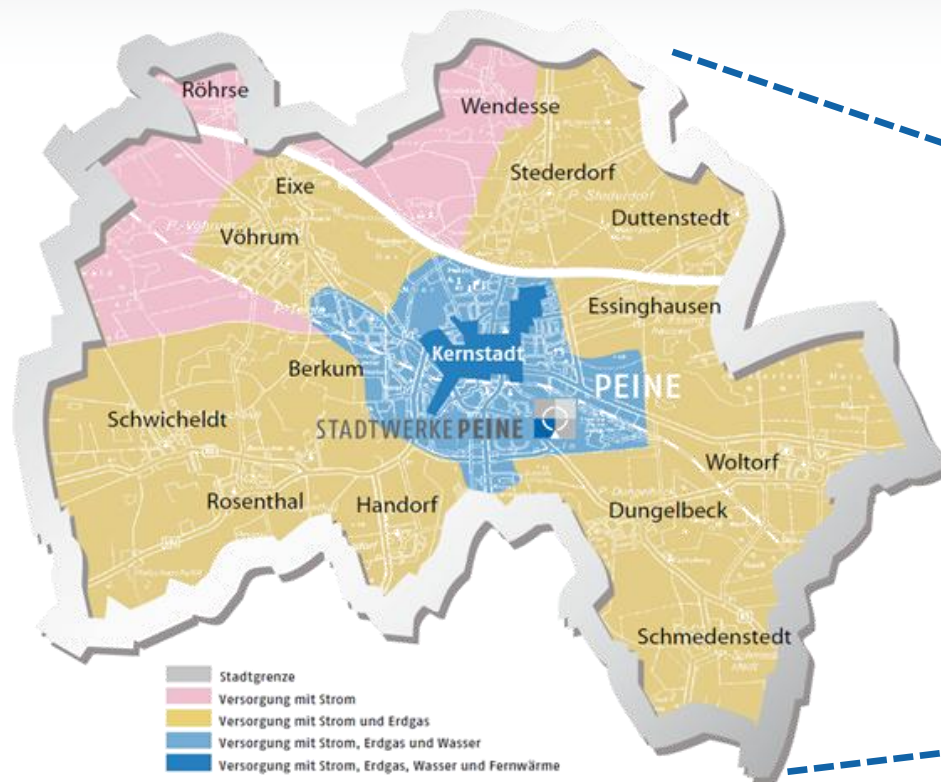 Röhrse
Wendesse
Eixe
Stederdorf
P.-Stederdorf
Duttenstedt
Vöhrum
Essinghausen
Kernstadt
Berkum
PEINE
Schwicheldt
STADTWERKE PEINE
Woltorf
Rosenthal
Handorf
Dungelbeck
Schmedenstedt
Stadtgrenze
Versorgung mit Strom
Versorgung mit Strom und Erdgas
Versorgung mit Strom, Erdgas und Wasser
Versorgung mit Strom, Erdgas, Wasser und Fernwärme